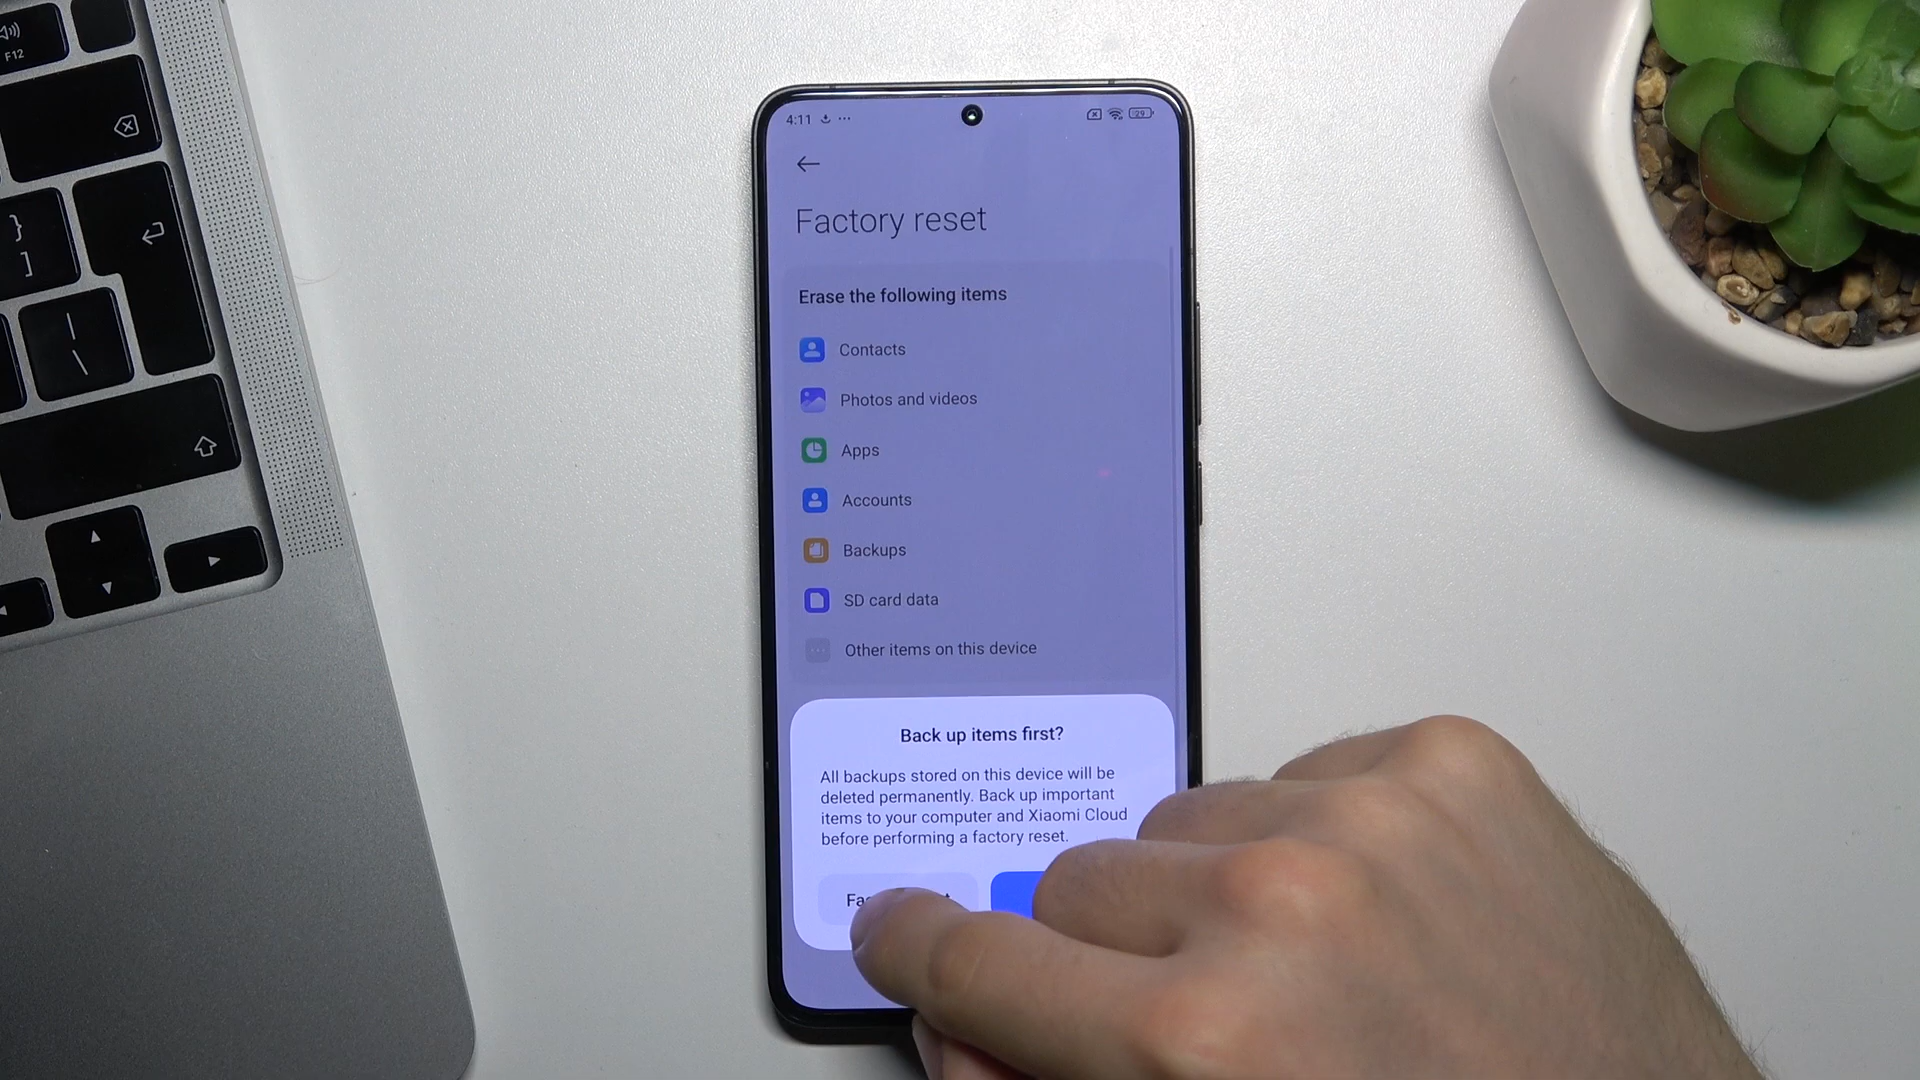 F12
}
]
|
\
4:11 ...
29
Factory reset
Erase the following items
Contacts
Photos and videos
Apps
Accounts
Backups
SD card data
Other items on this device
Back up items first?
All backups stored on this device will be
deleted permanently. Back up important
items to your computer and Xiaomi Cloud
before performing a factory reset.